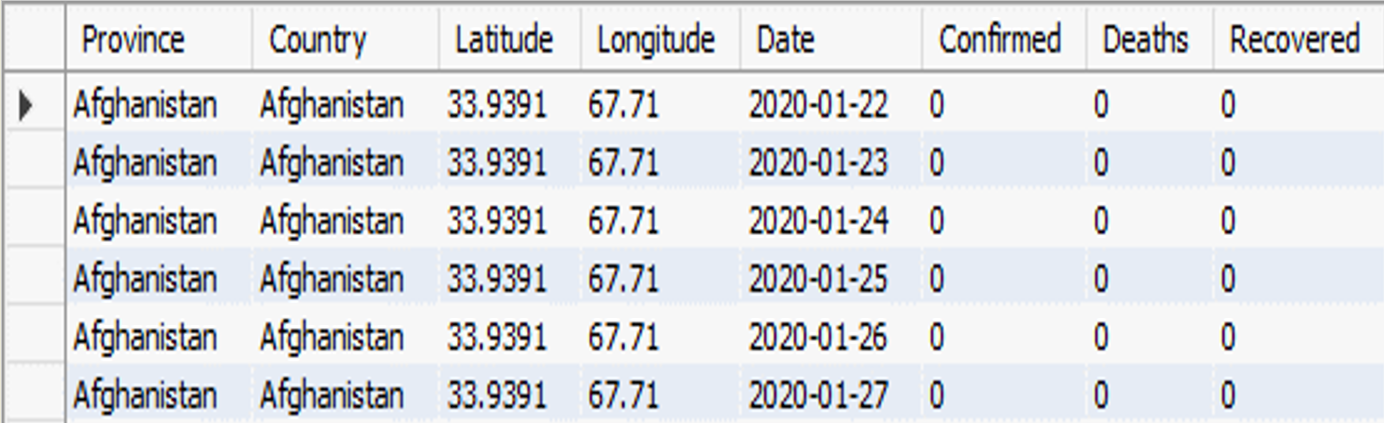 Province Country Latitude Longitude Date Confirmed Deaths Recovered
Afghanistan Afghanistan 33.9391 67.71 2020-01-22 0 0 0
Afghanistan Afghanistan 33.9391 67.71 2020-01-23 0 0 0
Afghanistan Afghanistan 33.9391 67.71 2020-01-24 0 0 0
Afghanistan Afghanistan 33.9391 67.71 2020-01-25 0 0 0
Afghanistan Afghanistan 33.9391 67.71 2020-01-26 0 0 0
Afghanistan Afghanistan 33.9391 67.71 2020-01-27 0 0 0